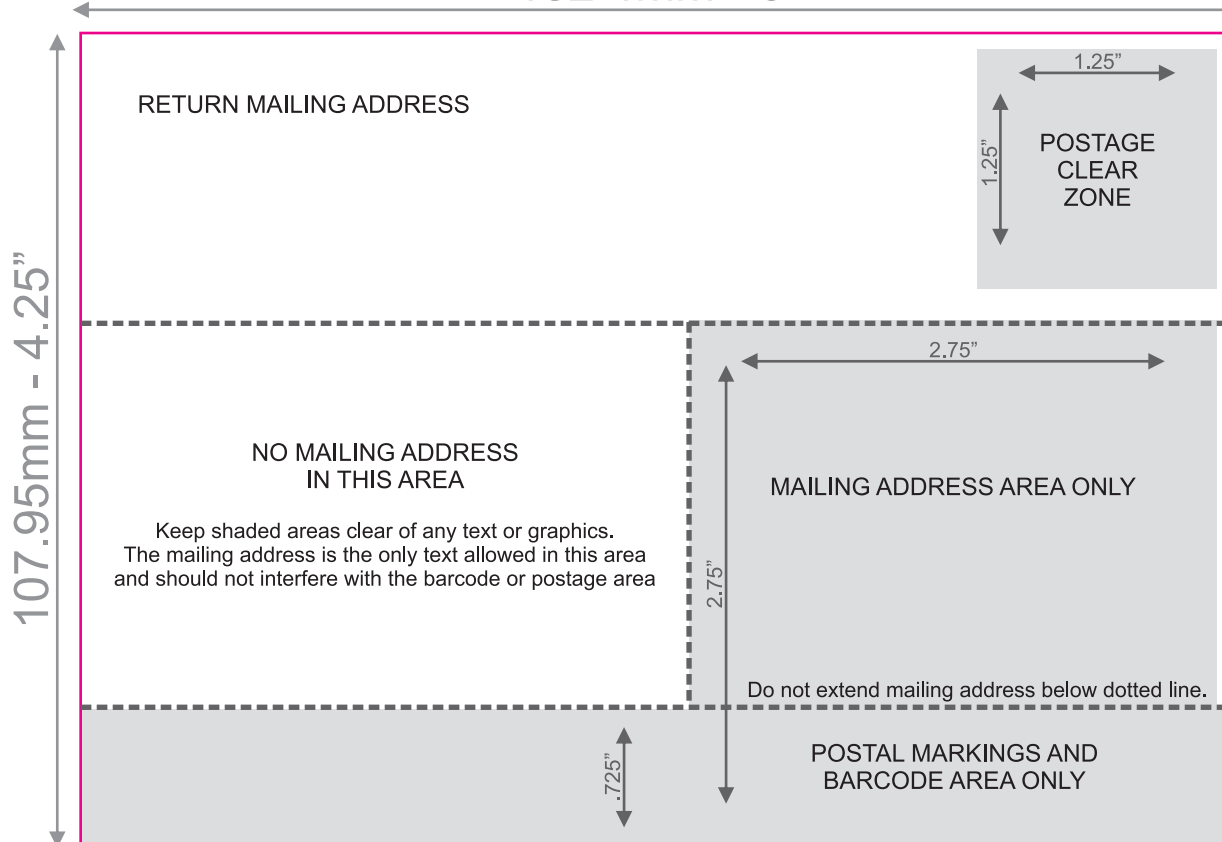 RETURN MAILING ADDRESS
1.25”
1.25”
POSTAGE
CLEAR
ZONE
107.95mm - 4.25”
2.75”
NO MAILING ADDRESS
IN THIS AREA
MAILING ADDRESS AREA ONLY
Keep shaded areas clear of any text or graphics.
The mailing address is the only text allowed in this area
and should not interfere with the barcode or postage area
2.75”
Do not extend mailing address below dotted line.
.725”
POSTAL MARKINGS AND
BARCODE AREA ONLY